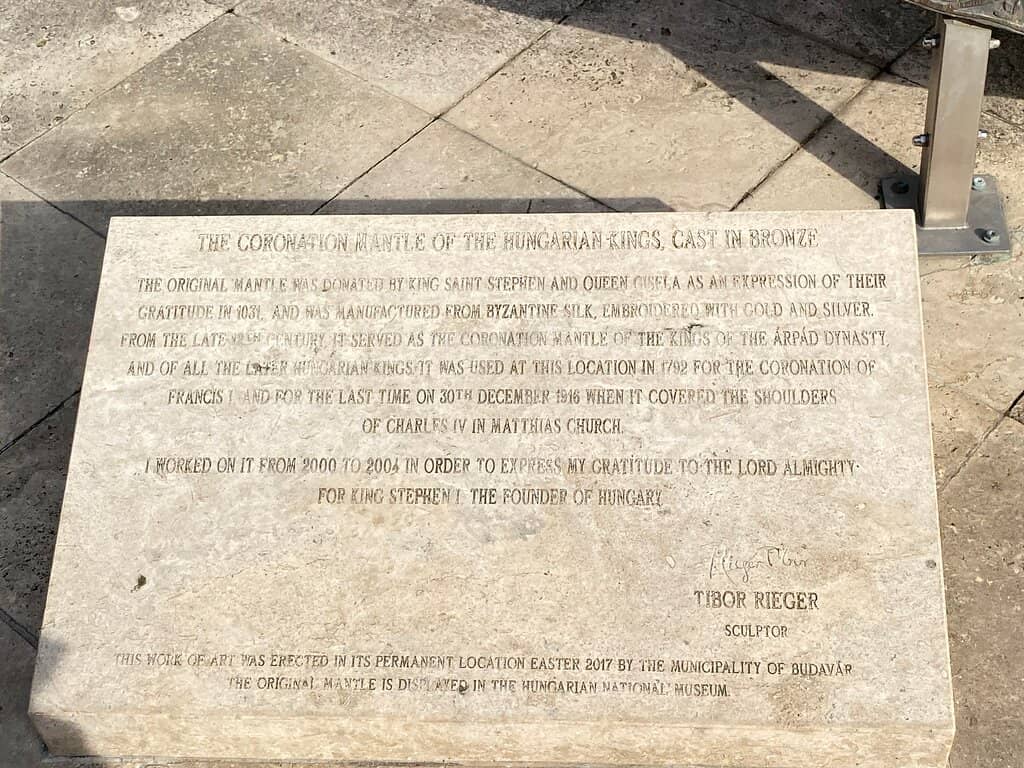 THE CORONATION MANTLE OF THE HUNGARIAN KINGS, CAST IN BRONZE
THE ORIGINAL MANTLE WAS DONATED BY KING SAINT STEPHEN AND QUEEN GISELA AS AN EXPRESSION OF THEIR
GRATITUDE IN 1031, AND WAS MANUFACTURED FROM BYZANTINE SILK, EMBROIDERED WITH GOLD AND SILVER.
FROM THE LATE CENTURY IT SERVED AS THE CORONATION MANTLE OF THE KINGS OF THE ÁRPÁD DYNASTY,
AND OF ALL THE LATER HUNGARIAN KINGS. IT WAS USED AT THIS LOCATION IN 1792 FOR THE CORONATION OF
FRANCIS I AND FOR THE LAST TIME ON 30TH DECEMBER 1916 WHEN IT COVERED THE SHOULDERS
OF CHARLES IV IN MATTHIAS CHURCH.
I WORKED ON IT FROM 2000 TO 2004 IN ORDER TO EXPRESS MY GRATITUDE TO THE LORD ALMIGHTY
FOR KING STEPHEN I, THE FOUNDER OF HUNGARY
Rieger Tibor
TIBOR RIEGER
SCULPTOR
THIS WORK OF ART WAS ERECTED IN ITS PERMANENT LOCATION EASTER 2017 BY THE MUNICIPALITY OF BUDAVÁR
THE ORIGINAL MANTLE IS DISPLAYED IN THE HUNGARIAN NATIONAL MUSEUM.